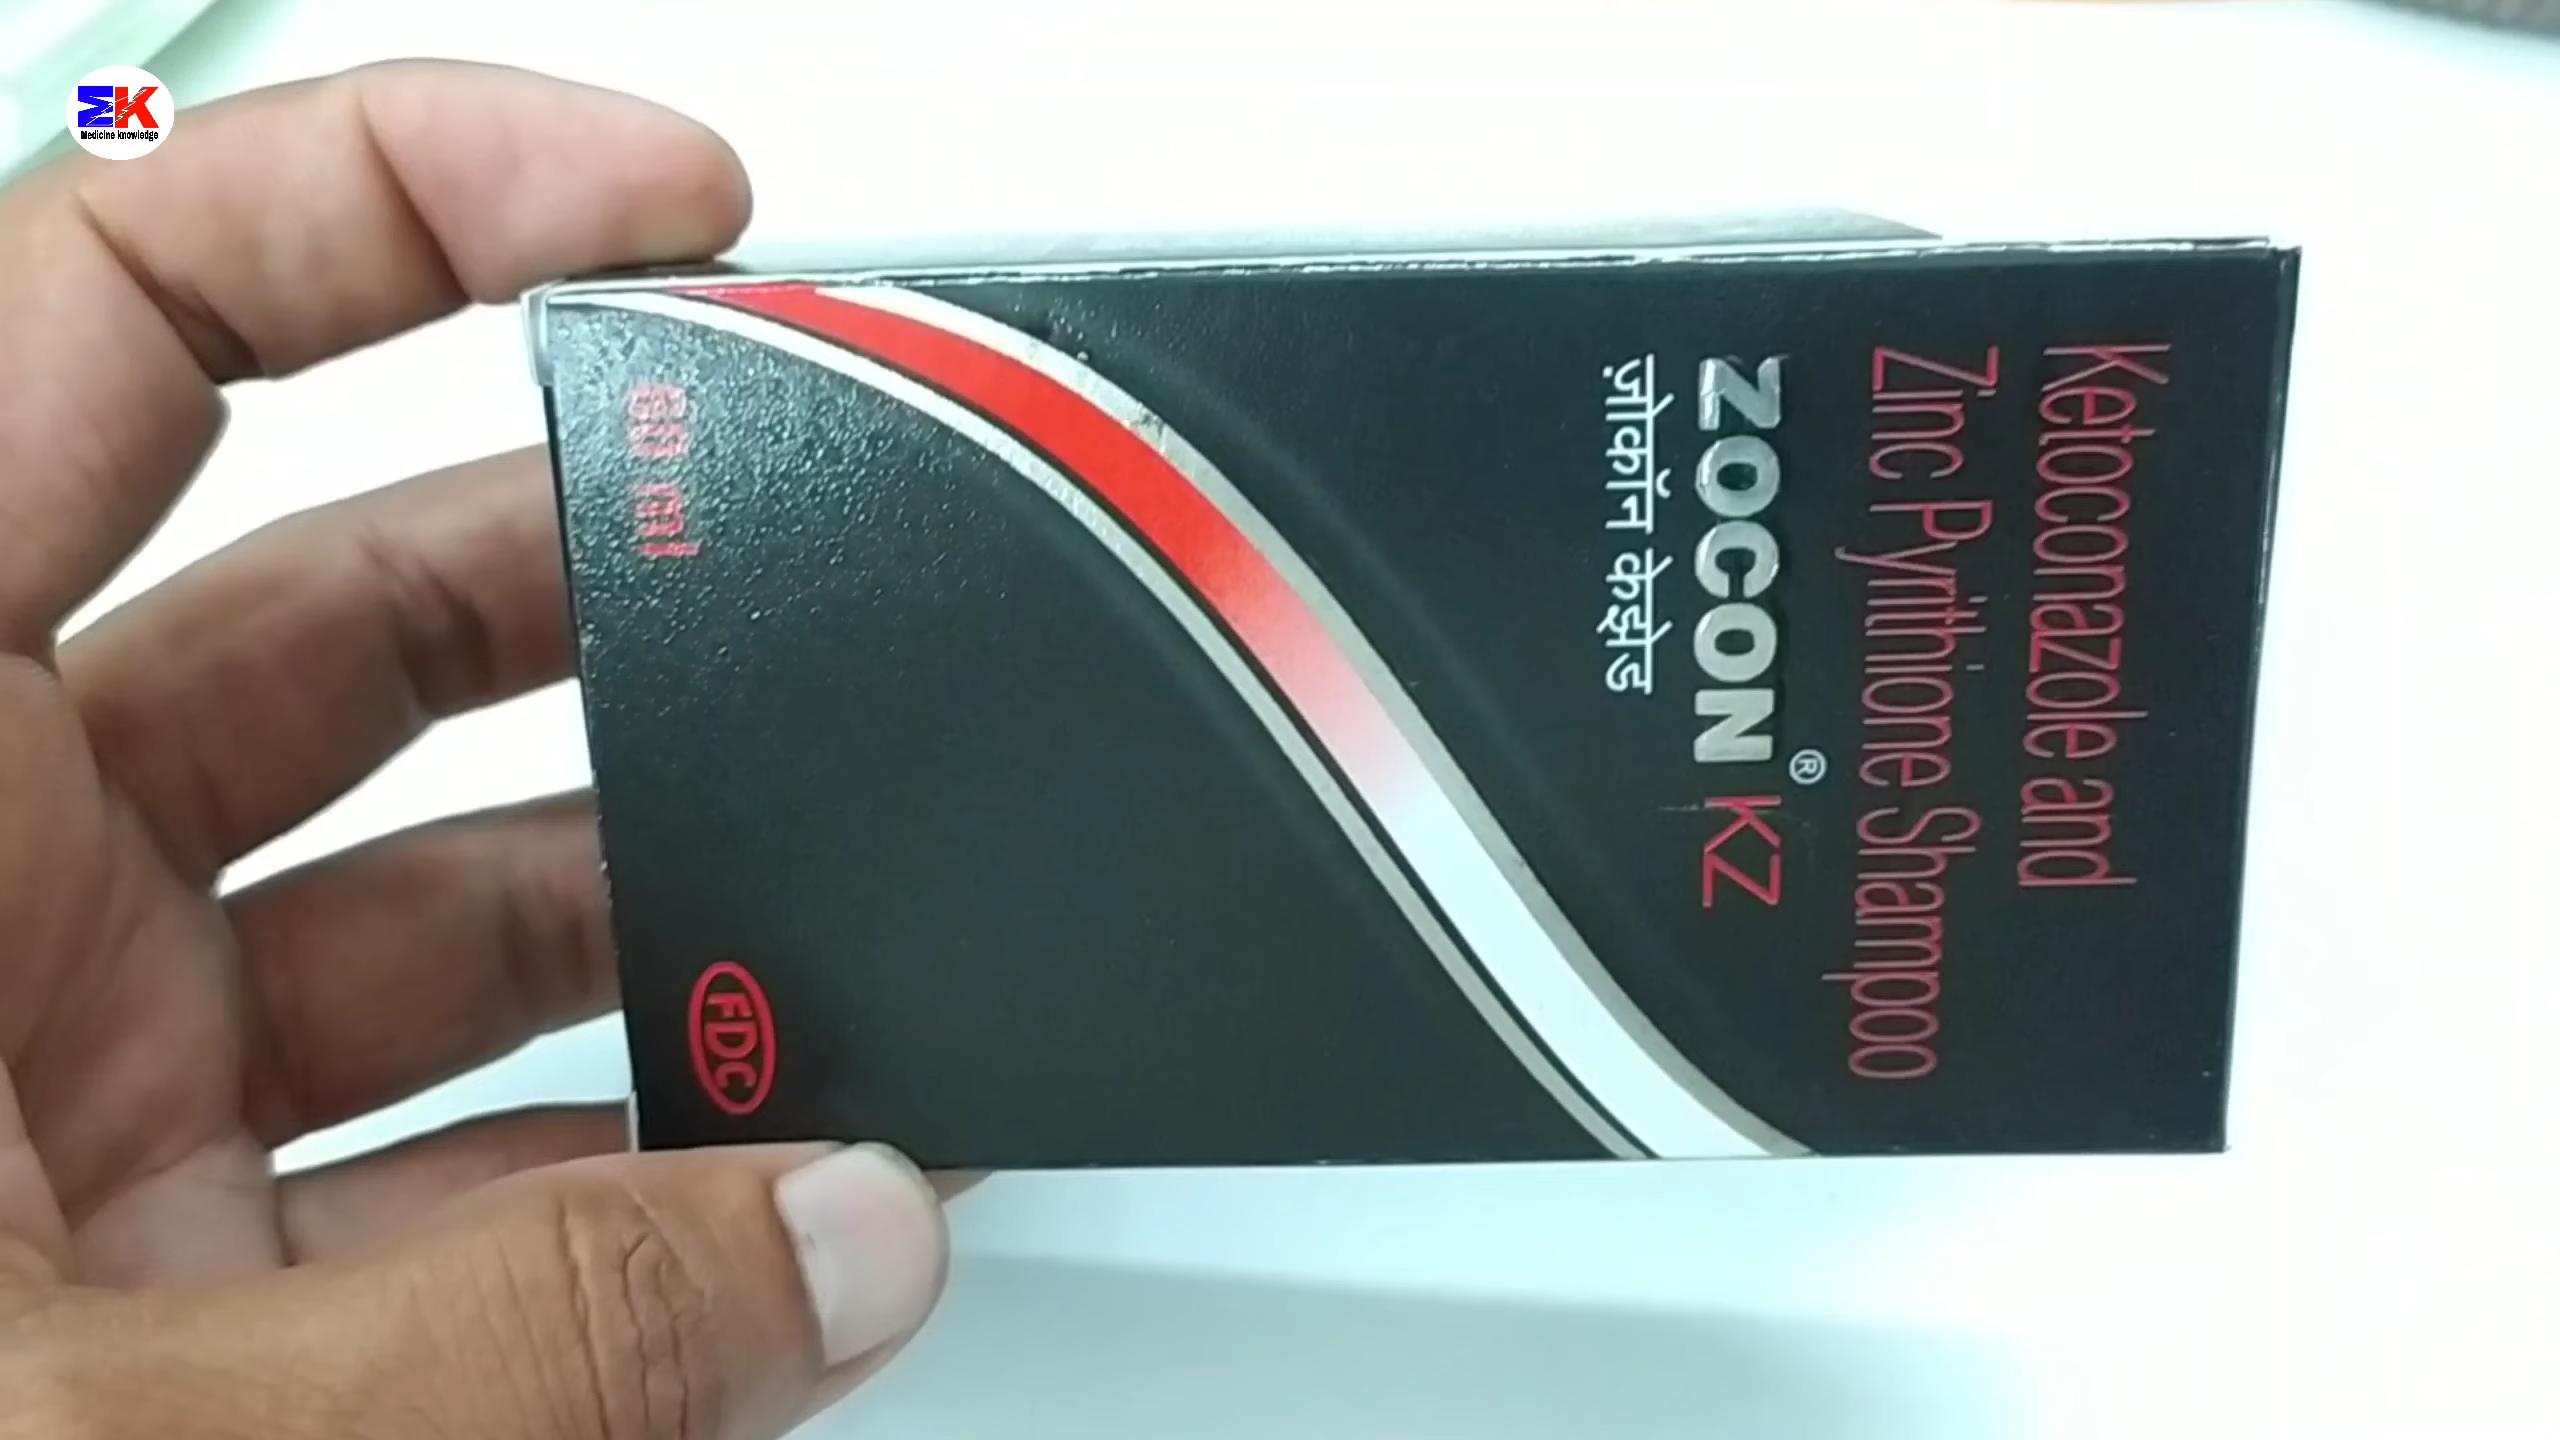 Medicine knowledge
Ketoconazole and
Zinc Pyrithione Shampoo
ZOCON® KZ
ज़ोकॉन केझेड
60 ml
FDC